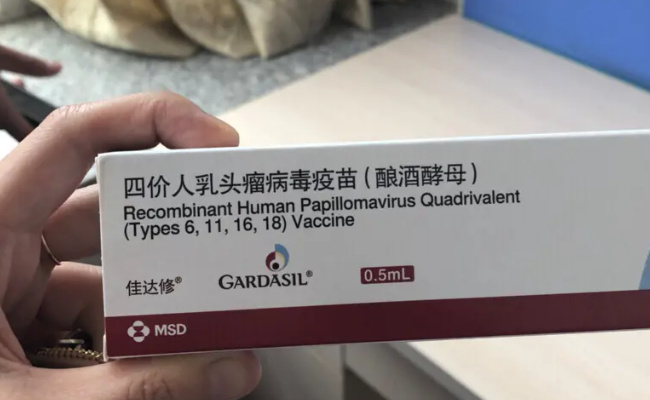 四价人乳头瘤病毒疫苗(酿酒酵母)
Recombinant Human Papillomavirus Quadrivalent
(Types 6, 11, 16, 18) Vaccine
佳达修® GARDASIL® 0.5mL
MSD